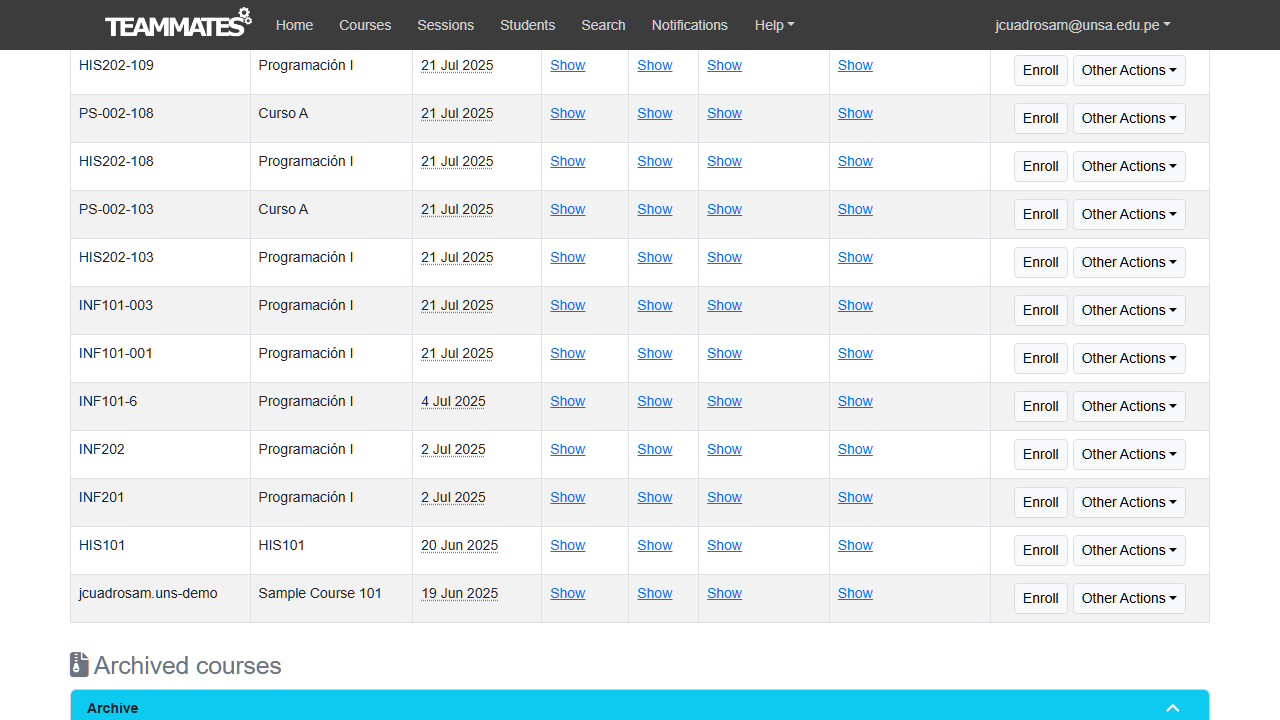 TEAMMATES Home Courses Sessions Students Search Notifications Help jcuadrosam@unsa.edu.pe
HIS202-109 Programación I 21 Jul 2025 Show Show Show Show Enroll Other Actions
PS-002-108 Curso A 21 Jul 2025 Show Show Show Show Enroll Other Actions
HIS202-108 Programación I 21 Jul 2025 Show Show Show Show Enroll Other Actions
PS-002-103 Curso A 21 Jul 2025 Show Show Show Show Enroll Other Actions
HIS202-103 Programación I 21 Jul 2025 Show Show Show Show Enroll Other Actions
INF101-003 Programación I 21 Jul 2025 Show Show Show Show Enroll Other Actions
INF101-001 Programación I 21 Jul 2025 Show Show Show Show Enroll Other Actions
INF101-6 Programación I 4 Jul 2025 Show Show Show Show Enroll Other Actions
INF202 Programación I 2 Jul 2025 Show Show Show Show Enroll Other Actions
INF201 Programación I 2 Jul 2025 Show Show Show Show Enroll Other Actions
HIS101 HIS101 20 Jun 2025 Show Show Show Show Enroll Other Actions
jcuadrosam.uns-demo Sample Course 101 19 Jun 2025 Show Show Show Show Enroll Other Actions
Archived courses
Archive